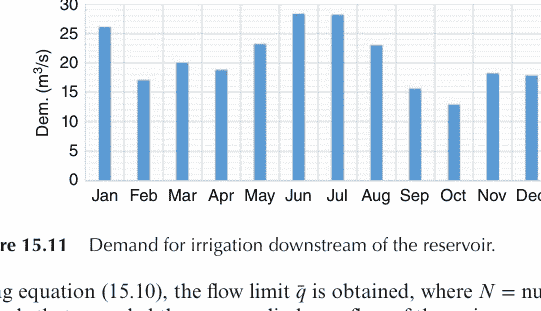 30
25
20
15
10
5
0
Dem. (m³/s)
Jan Feb Mar Apr May Jun Jul Aug Sep Oct Nov Dec
re 15.11 Demand for irrigation downstream of the reservoir.
ng equation (15.10), the flow limit q̄ is obtained, where N = nu